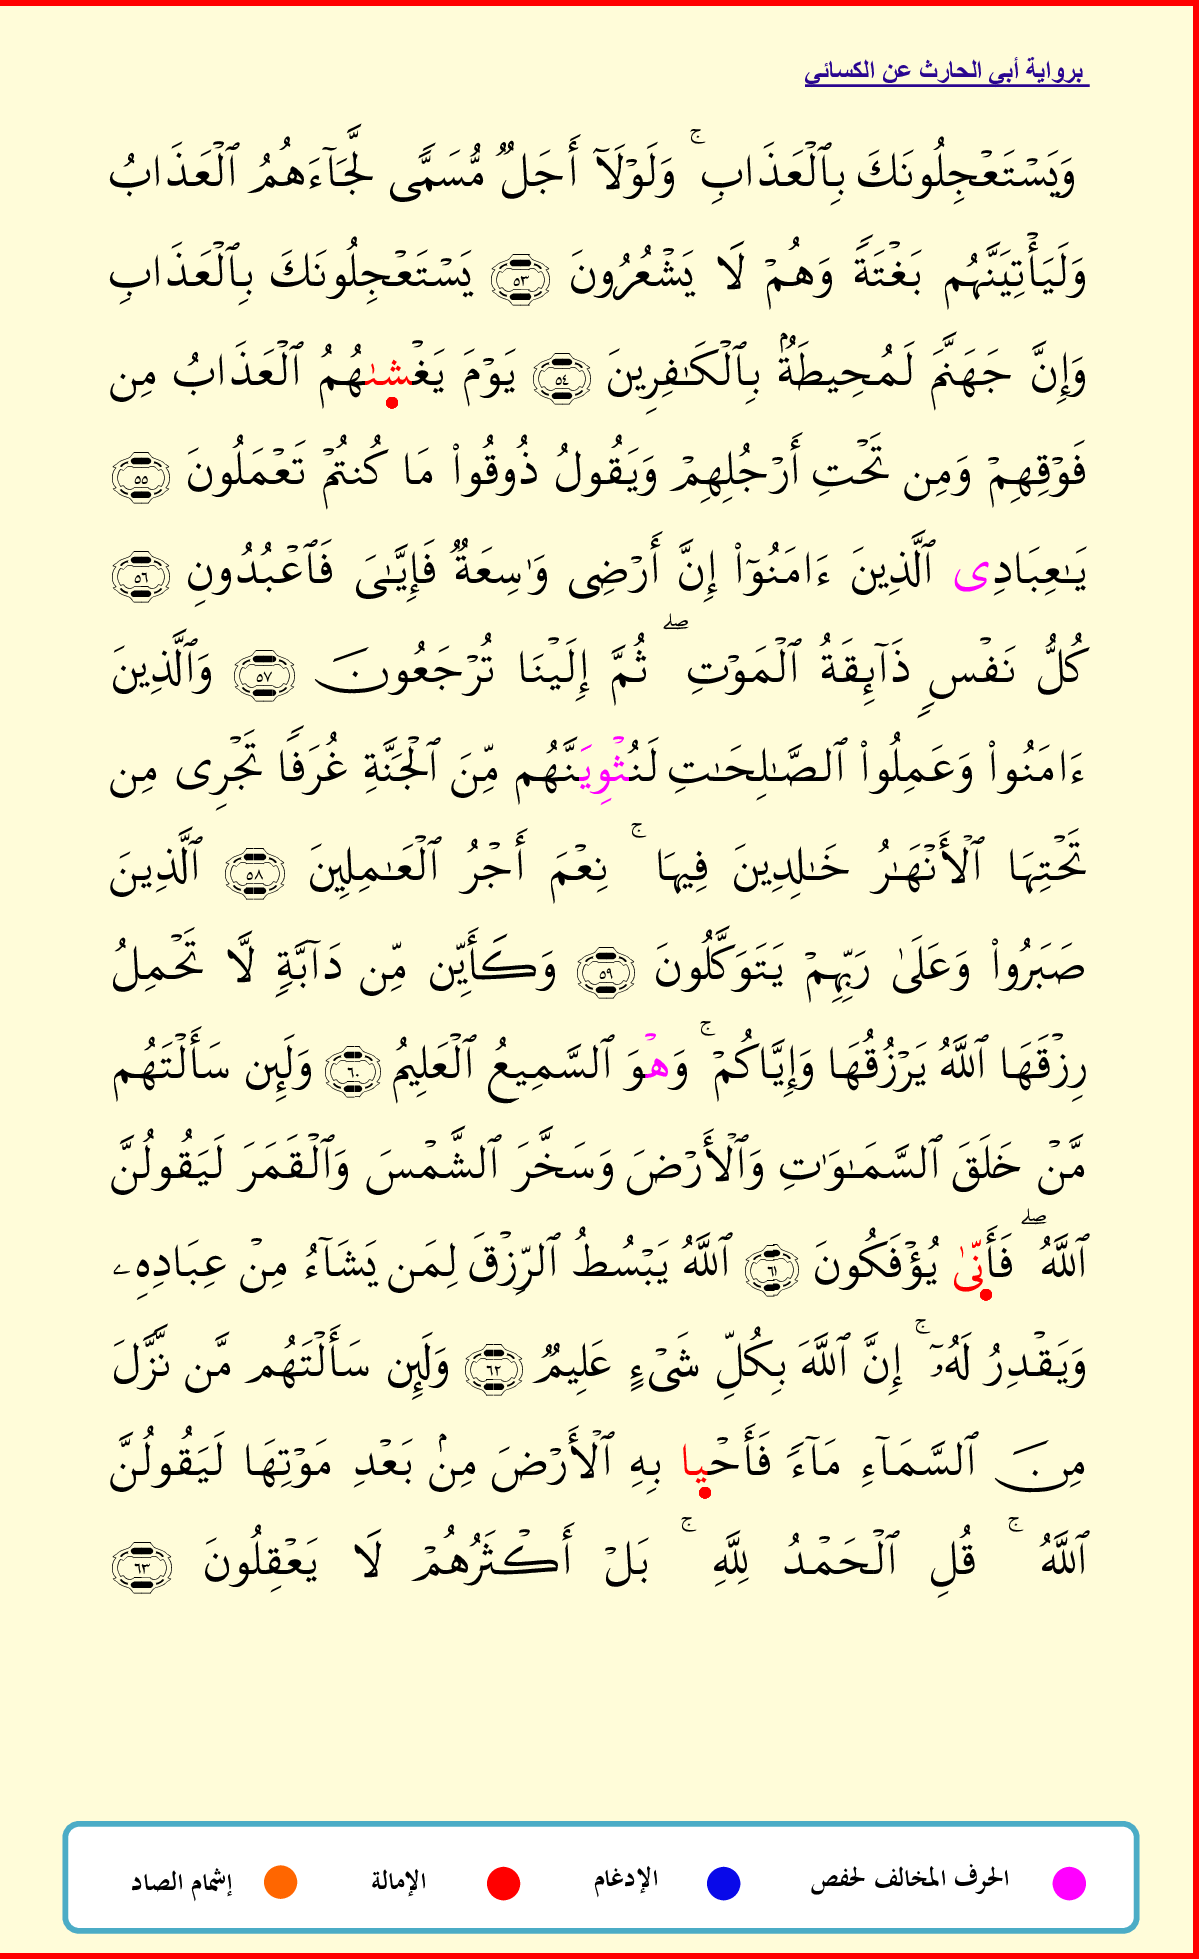 برواية أبي الحارث عن الكسائي
وَيَسۡتَعۡجِلُونَكَ بِٱلۡعَذَابِ ۚ وَلَوۡلَآ أَجَلٞ مُّسَمّٗى لَّجَآءَهُمُ ٱلۡعَذَابُ
وَلَيَأۡتِيَنَّهُم بَغۡتَةٗ وَهُمۡ لَا يَشۡعُرُونَ ٥٣ يَسۡتَعۡجِلُونَكَ بِٱلۡعَذَابِ
وَإِنَّ جَهَنَّمَ لَمُحِيطَةُۢ بِٱلۡكَٰفِرِينَ ٥٤ يَوۡمَ يَغۡشىٰهُمُ ٱلۡعَذَابُ مِن
فَوۡقِهِمۡ وَمِن تَحۡتِ أَرۡجُلِهِمۡ وَيَقُولُ ذُوقُواْ مَا كُنتُمۡ تَعۡمَلُونَ ٥٥
يَٰعِبَادِى ٱلَّذِينَ ءَامَنُوٓاْ إِنَّ أَرۡضِى وَٰسِعَةٞ فَإِيَّٰىَ فَٱعۡبُدُونِ ٥٦
كُلُّ نَفۡسٖ ذَآئِقَةُ ٱلۡمَوۡتِ ۖ ثُمَّ إِلَيۡنَا تُرۡجَعُونَ ٥٧ وَٱلَّذِينَ
ءَامَنُواْ وَعَمِلُواْ ٱلصَّٰلِحَٰتِ لَنُثۡوِيَنَّهُم مِّنَ ٱلۡجَنَّةِ غُرَفٗا تَجۡرِى مِن
تَحۡتِهَا ٱلۡأَنۡهَٰرُ خَٰلِدِينَ فِيهَا ۚ نِعۡمَ أَجۡرُ ٱلۡعَٰمِلِينَ ٥٨ ٱلَّذِينَ
صَبَرُواْ وَعَلَىٰ رَبِّهِمۡ يَتَوَكَّلُونَ ٥٩ وَكَأَيِّن مِّن دَآبَّةٖ لَّا تَحۡمِلُ
رِزۡقَهَا ٱللَّهُ يَرۡزُقُهَا وَإِيَّاكُمۡ ۚ وَهۡوَ ٱلسَّمِيعُ ٱلۡعَلِيمُ ٦٠ وَلَئِن سَأَلۡتَهُم
مَّنۡ خَلَقَ ٱلسَّمَٰوَٰتِ وَٱلۡأَرۡضَ وَسَخَّرَ ٱلشَّمۡسَ وَٱلۡقَمَرَ لَيَقُولُنَّ
ٱللَّهُ ۖ فَأَنّىٰ يُؤۡفَكُونَ ٦١ ٱللَّهُ يَبۡسُطُ ٱلرِّزۡقَ لِمَن يَشَآءُ مِنۡ عِبَادِهِۦ
وَيَقۡدِرُ لَهُۥٓ ۚ إِنَّ ٱللَّهَ بِكُلِّ شَىۡءٍ عَلِيمٞ ٦٢ وَلَئِن سَأَلۡتَهُم مَّن نَّزَّلَ
مِنَ ٱلسَّمَآءِ مَآءٗ فَأَحۡيا بِهِ ٱلۡأَرۡضَ مِنۢ بَعۡدِ مَوۡتِهَا لَيَقُولُنَّ
ٱللَّهُ ۚ قُلِ ٱلۡحَمۡدُ لِلَّهِ ۚ بَلۡ أَكۡثَرُهُمۡ لَا يَعۡقِلُونَ ٦٣
الحرف المخالف لحفص الإدغام الإمالة إشمام الصاد